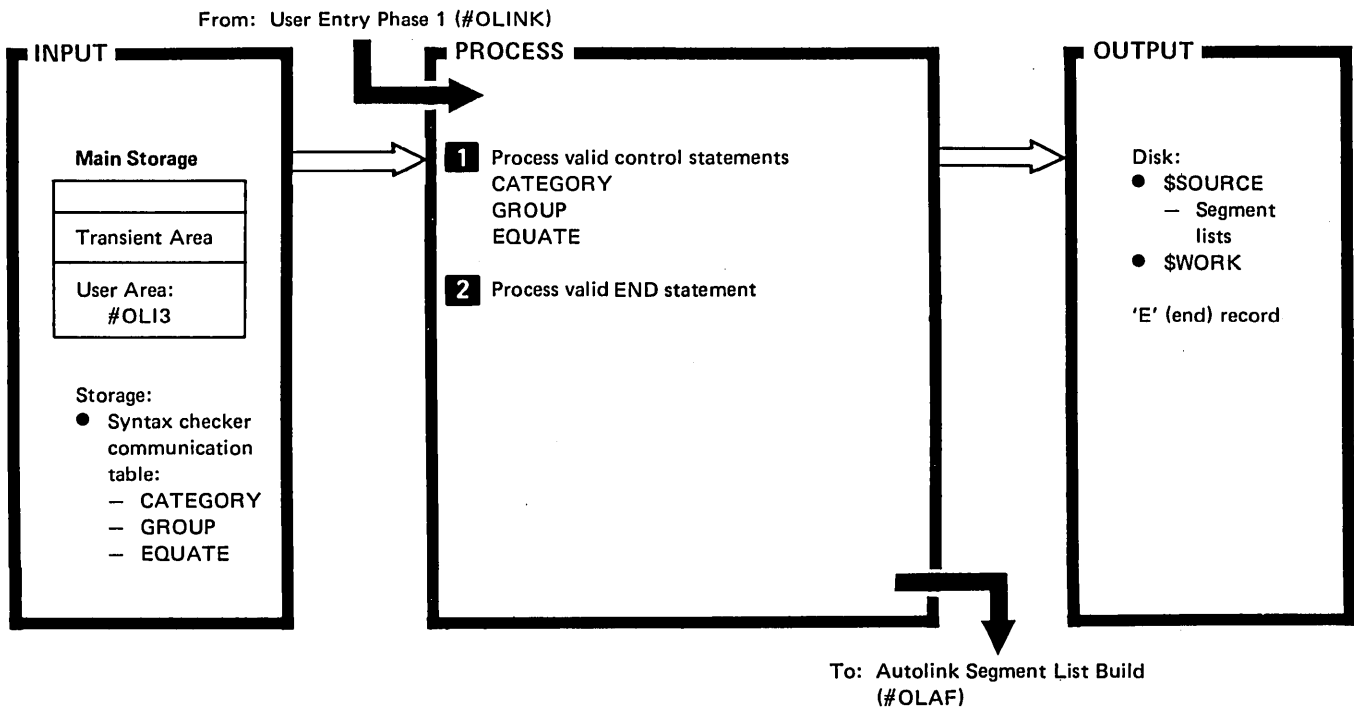 From: User Entry Phase 1 (#OLINK)
INPUT
Main Storage
Transient Area
User Area:
#OLI3
Storage:
● Syntax checker
communication
table:
— CATEGORY
— GROUP
— EQUATE
PROCESS
1 Process valid control statements
CATEGORY
GROUP
EQUATE
2 Process valid END statement
OUTPUT
Disk:
● $SOURCE
— Segment
lists
● $WORK
'E' (end) record
To: Autolink Segment List Build
(#OLAF)